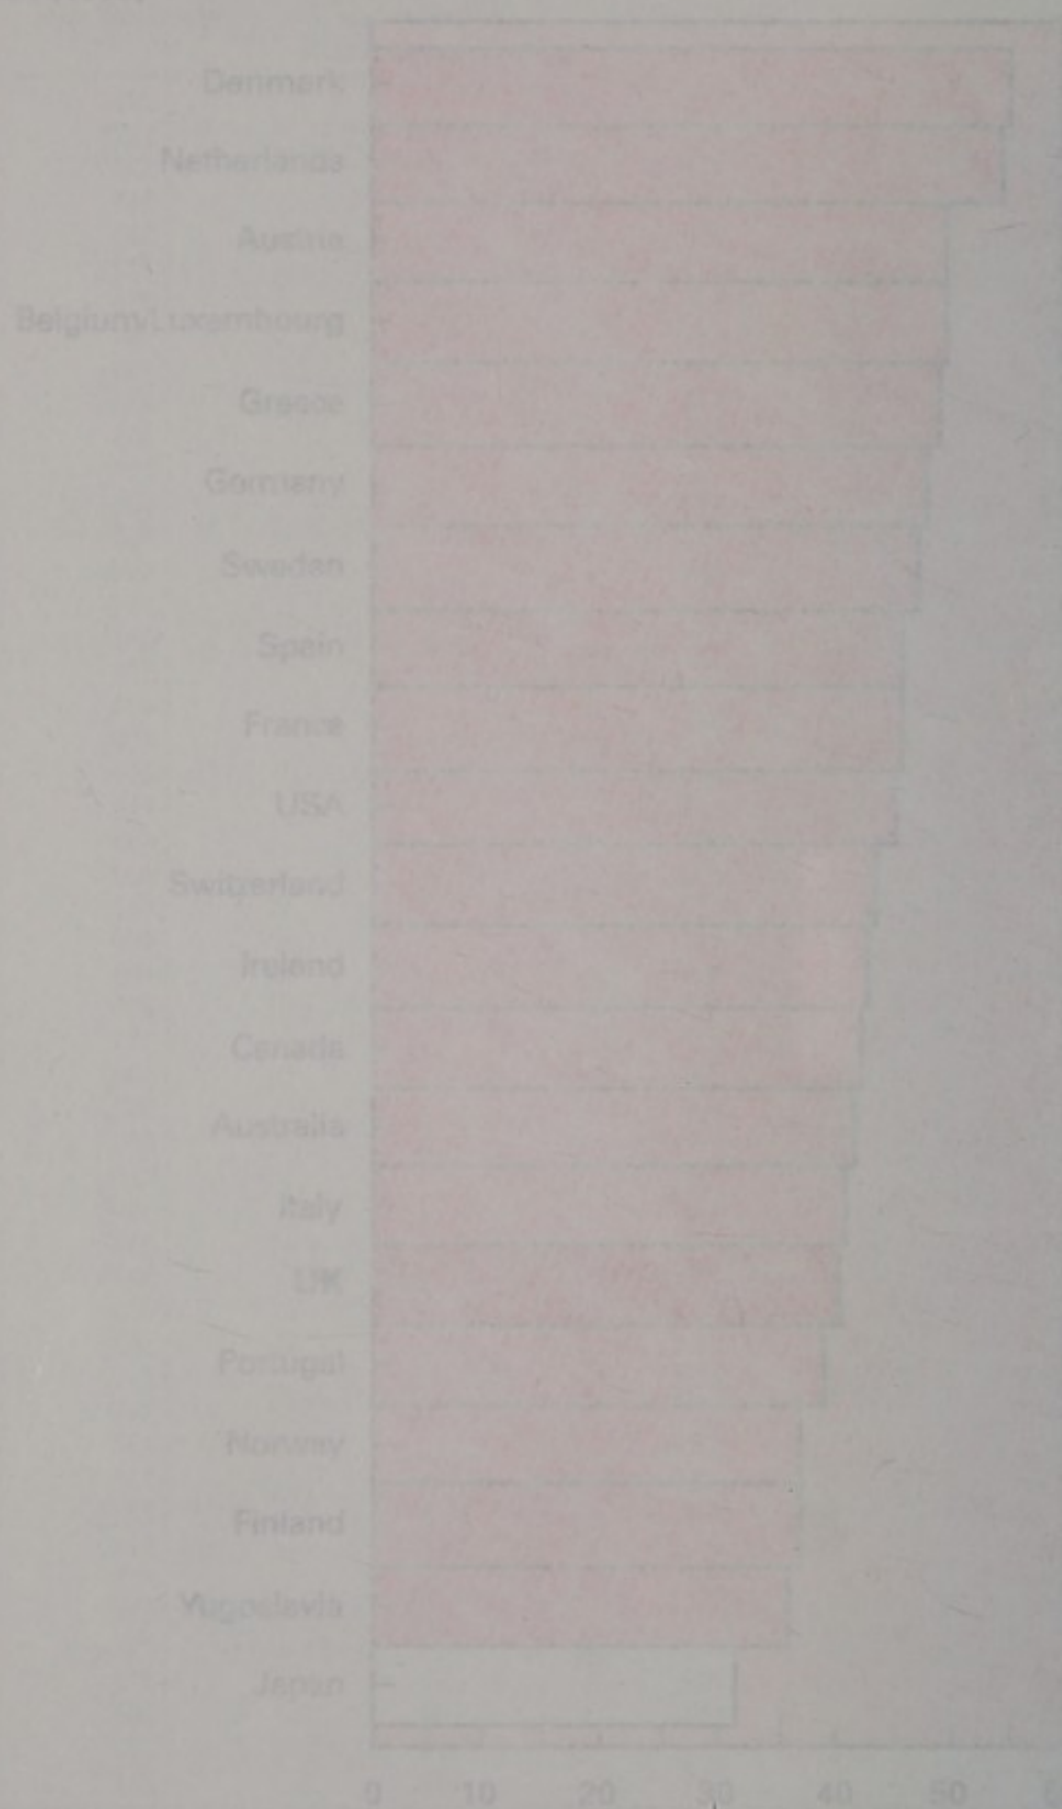 Denmark
Netherlands
Austria
Belgium/Luxembourg
Greece
Germany
Sweden
Spain
France
USA
Switzerland
Ireland
Canada
Australia
Italy
UK
Portugal
Norway
Finland
Yugoslavia
Japan
0 10 20 30 40 50